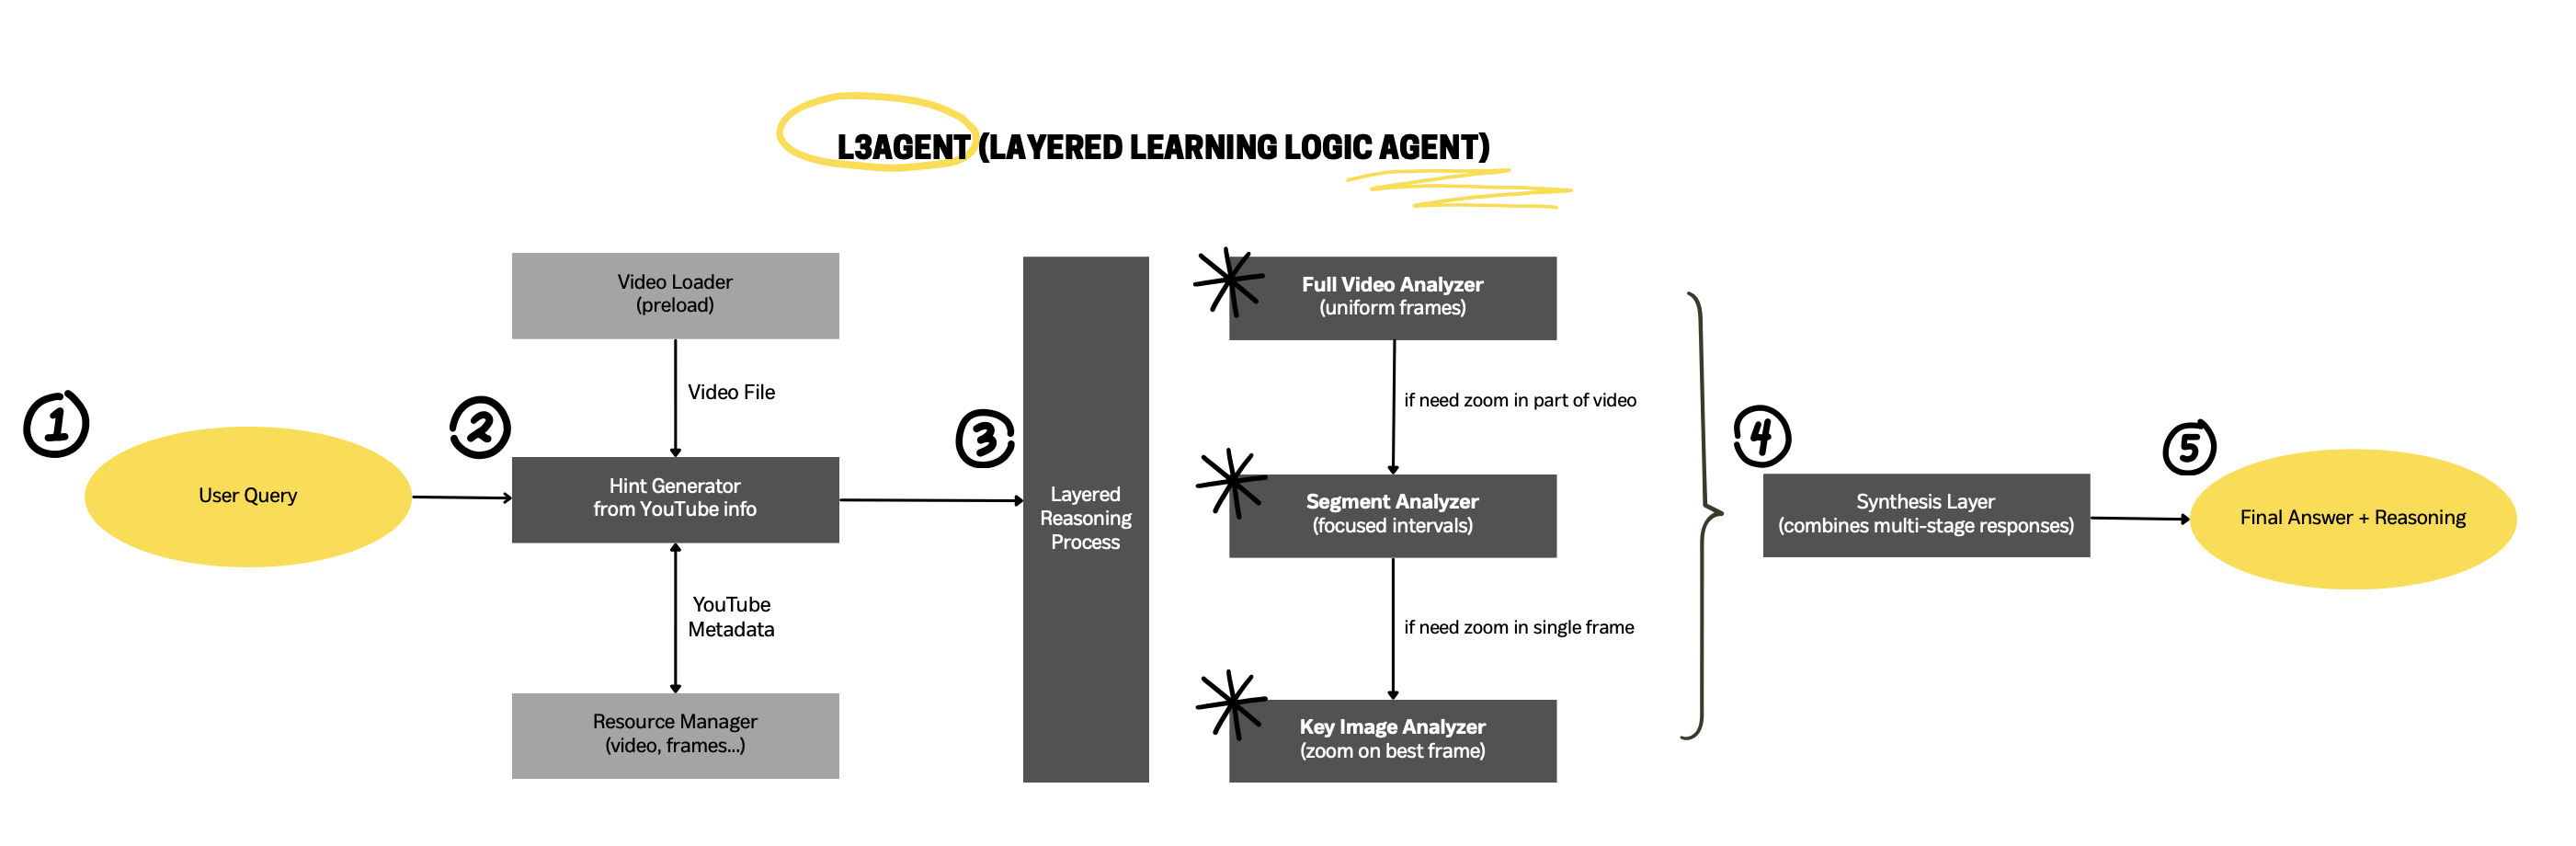 L3AGENT (LAYERED LEARNING LOGIC AGENT)
1
User Query
2
Video Loader
(preload)
Video File
Hint Generator
from YouTube info
YouTube
Metadata
Resource Manager
(video, frames...)
3
Layered
Reasoning
Process
Full Video Analyzer
(uniform frames)
if need zoom in part of video
Segment Analyzer
(focused intervals)
if need zoom in single frame
Key Image Analyzer
(zoom on best frame)
4
Synthesis Layer
(combines multi-stage responses)
5
Final Answer + Reasoning